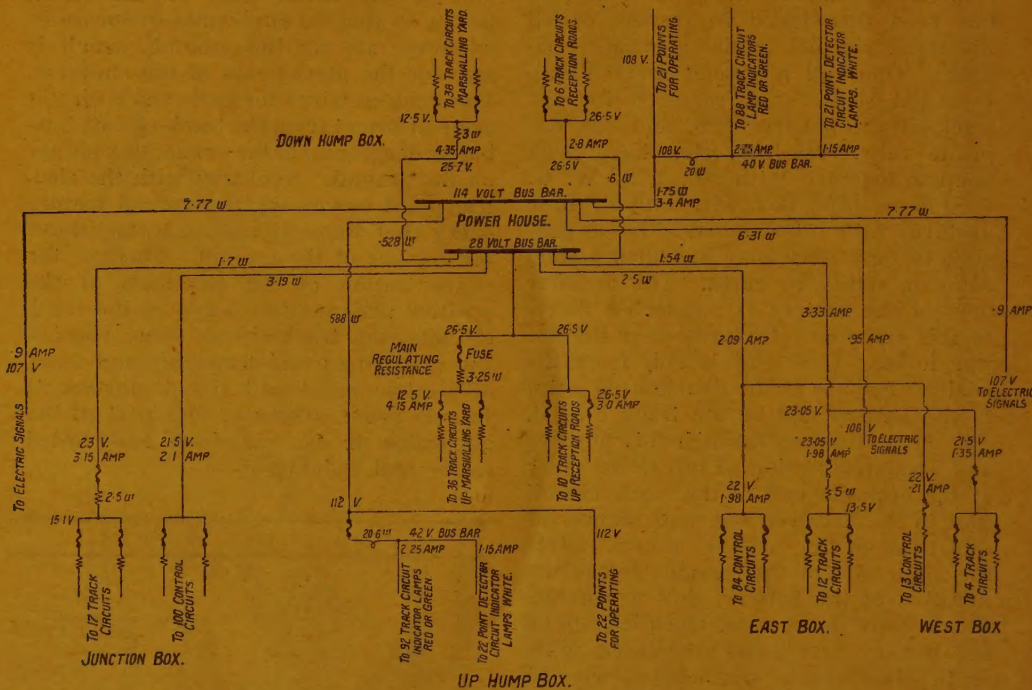 To 38 TRACK CIRCUITS
MARSHALLING YARD.
To 6 TRACK CIRCUITS
RECEPTION ROADS
108 V.
To 21 POINTS
FOR OPERATING
To 88 TRACK CIRCUIT
LAMP INDICATORS
RED OR GREEN.
To 21 POINT DETECTOR
CIRCUIT INDICATOR
LAMPS. WHITE.
12.5 V.
3 ω
4.35 AMP
25.7 V.
26.5 V
2.8 AMP
26.5 V
.6 ω
DOWN HUMP BOX.
108 V.
20 ω
2.25 AMP.
1.15 AMP
40 V BUS BAR.
1.75 ω
3.4 AMP
114 VOLT BUS BAR.
7.77 ω
POWER HOUSE.
7.77 ω
6.31 ω
.528 ω
28 VOLT BUS BAR.
1.7 ω
3.19 ω
1.54 ω
2.5 ω
588 ω
.9 AMP
107 V
To ELECTRIC SIGNALS
26.5 V.
26.5 V
MAIN
REGULATING
RESISTANCE
FUSE
3.25 ω
12.5 V.
4.15 AMP
26.5 V
3.0 AMP
To 36 TRACK CIRCUITS
UP MARSHALLING YARD
To 10 TRACK CIRCUITS
UP RECEPTION ROADS
3.33 AMP
2.09 AMP
.95 AMP
.9 AMP
107 V
To ELECTRIC
SIGNALS
23.05 V.
106 V
To ELECTRIC
SIGNALS
23 V.
3.15 AMP
21.5 V.
2.1 AMP
2.5 ω
15.1 V
To 17 TRACK
CIRCUITS
To 100 CONTROL
CIRCUITS
JUNCTION BOX.
112 V.
20.6 ω
42 V BUS BAR
2.25 AMP
1.15 AMP
112 V
To 92 TRACK CIRCUIT
INDICATOR LAMPS
RED OR GREEN
To 22 POINT DETECTOR
CIRCUIT INDICATOR
LAMPS WHITE.
To 22 POINTS
FOR OPERATING
UP HUMP BOX.
22 V
1.98 AMP
23.05 V
1.98 AMP
5 ω
13.5 V
22 V
.21 AMP
21.5 V
1.35 AMP
To 84 CONTROL
CIRCUITS
To 12 TRACK
CIRCUITS
To 13 CONTROL
CIRCUITS
To 4 TRACK
CIRCUITS.
EAST BOX.
WEST BOX